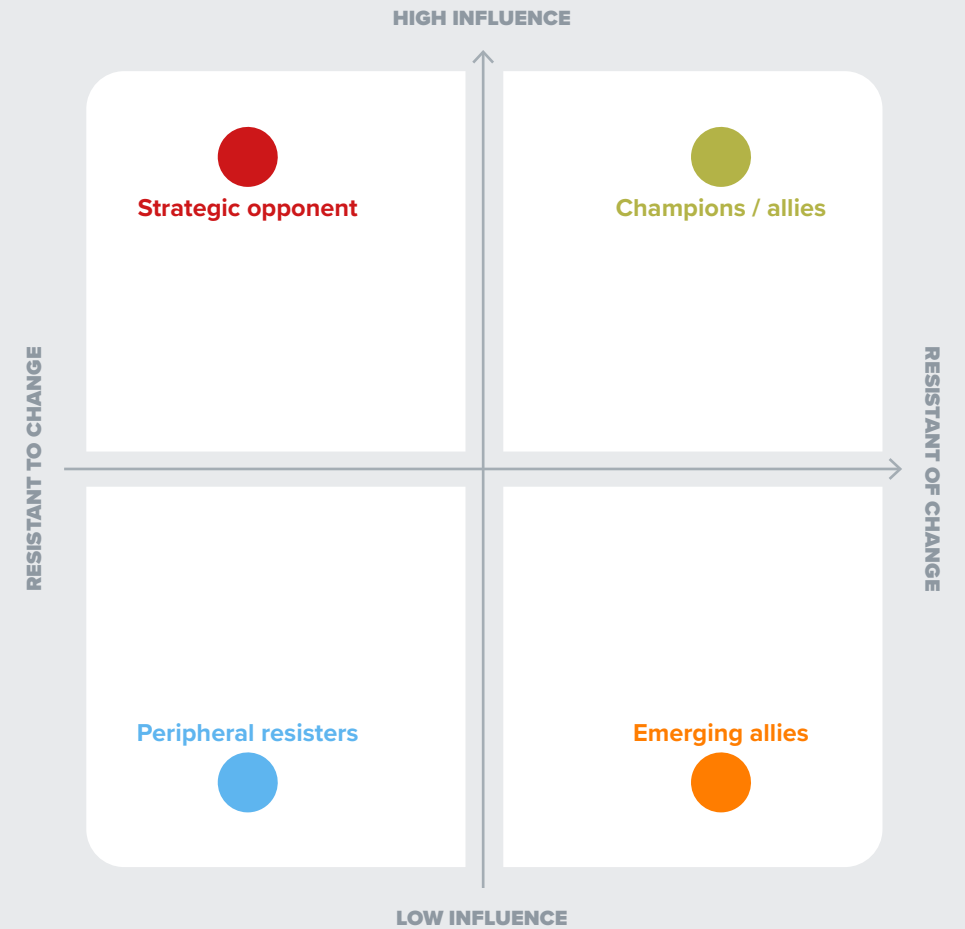 HIGH INFLUENCE
Strategic opponent
Champions / allies
RESISTANT TO CHANGE
RESISTANT OF CHANGE
Peripheral resisters
Emerging allies
LOW INFLUENCE